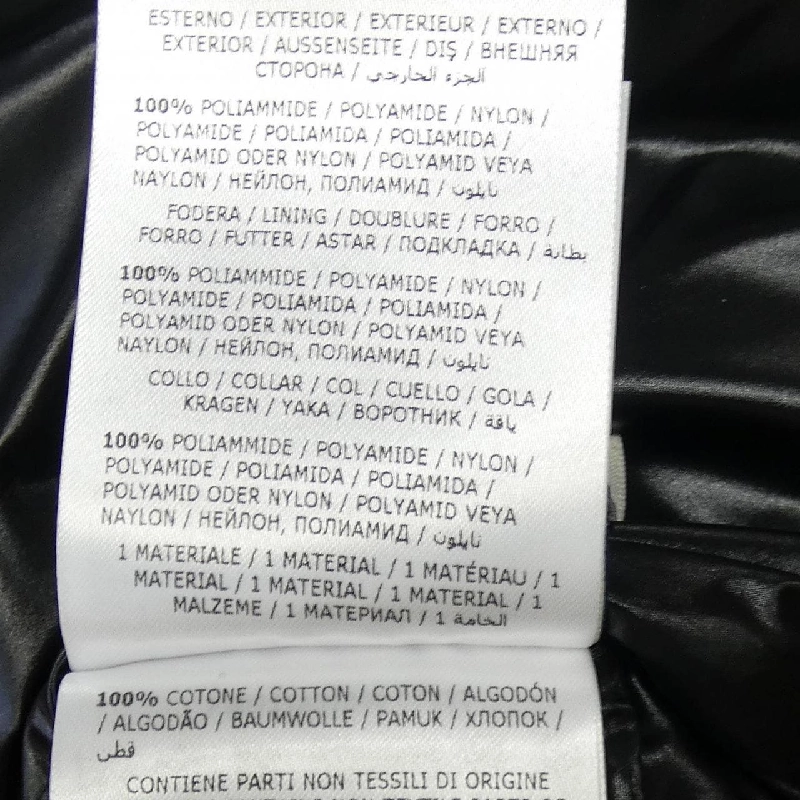 ESTERNO / EXTERIOR / EXTERIEUR / EXTERNO /
EXTERIOR / AUSSENSEITE / DIŞ / ВНЕШНЯЯ
СТОРОНА / الجزء الخارجي
100% POLIAMMIDE / POLYAMIDE / NYLON /
POLYAMIDE / POLIAMIDA / POLIAMIDA /
POLYAMID ODER NYLON / POLYAMID VEYA
NAYLON / НЕЙЛОН, ПОЛИАМИД / نايلون
FODERA / LINING / DOUBLURE / FORRO /
FORRO / FUTTER / ASTAR / ПОДКЛАДКА / بطانة
100% POLIAMMIDE / POLYAMIDE / NYLON /
POLYAMIDE / POLIAMIDA / POLIAMIDA /
POLYAMID ODER NYLON / POLYAMID VEYA
NAYLON / НЕЙЛОН, ПОЛИАМИД / نايلون
COLLO / COLLAR / COL / CUELLO / GOLA /
KRAGEN / YAKA / ВОРОТНИК / ياقة
100% POLIAMMIDE / POLYAMIDE / NYLON /
POLYAMIDE / POLIAMIDA / POLIAMIDA /
POLYAMID ODER NYLON / POLYAMID VEYA
NAYLON / НЕЙЛОН, ПОЛИАМИД / نايلون
1 MATERIALE / 1 MATERIAL / 1 MATÉRIAU / 1
MATERIAL / 1 MATERIAL / 1 MATERIAL / 1
MALZEME / 1 МАТЕРИАЛ / 1 الخامة
100% COTONE / COTTON / COTON / ALGODÓN
/ ALGODÃO / BAUMWOLLE / PAMUK / ХЛОПОК /
قطن
CONTIENE PARTI NON TESSILI DI ORIGINE